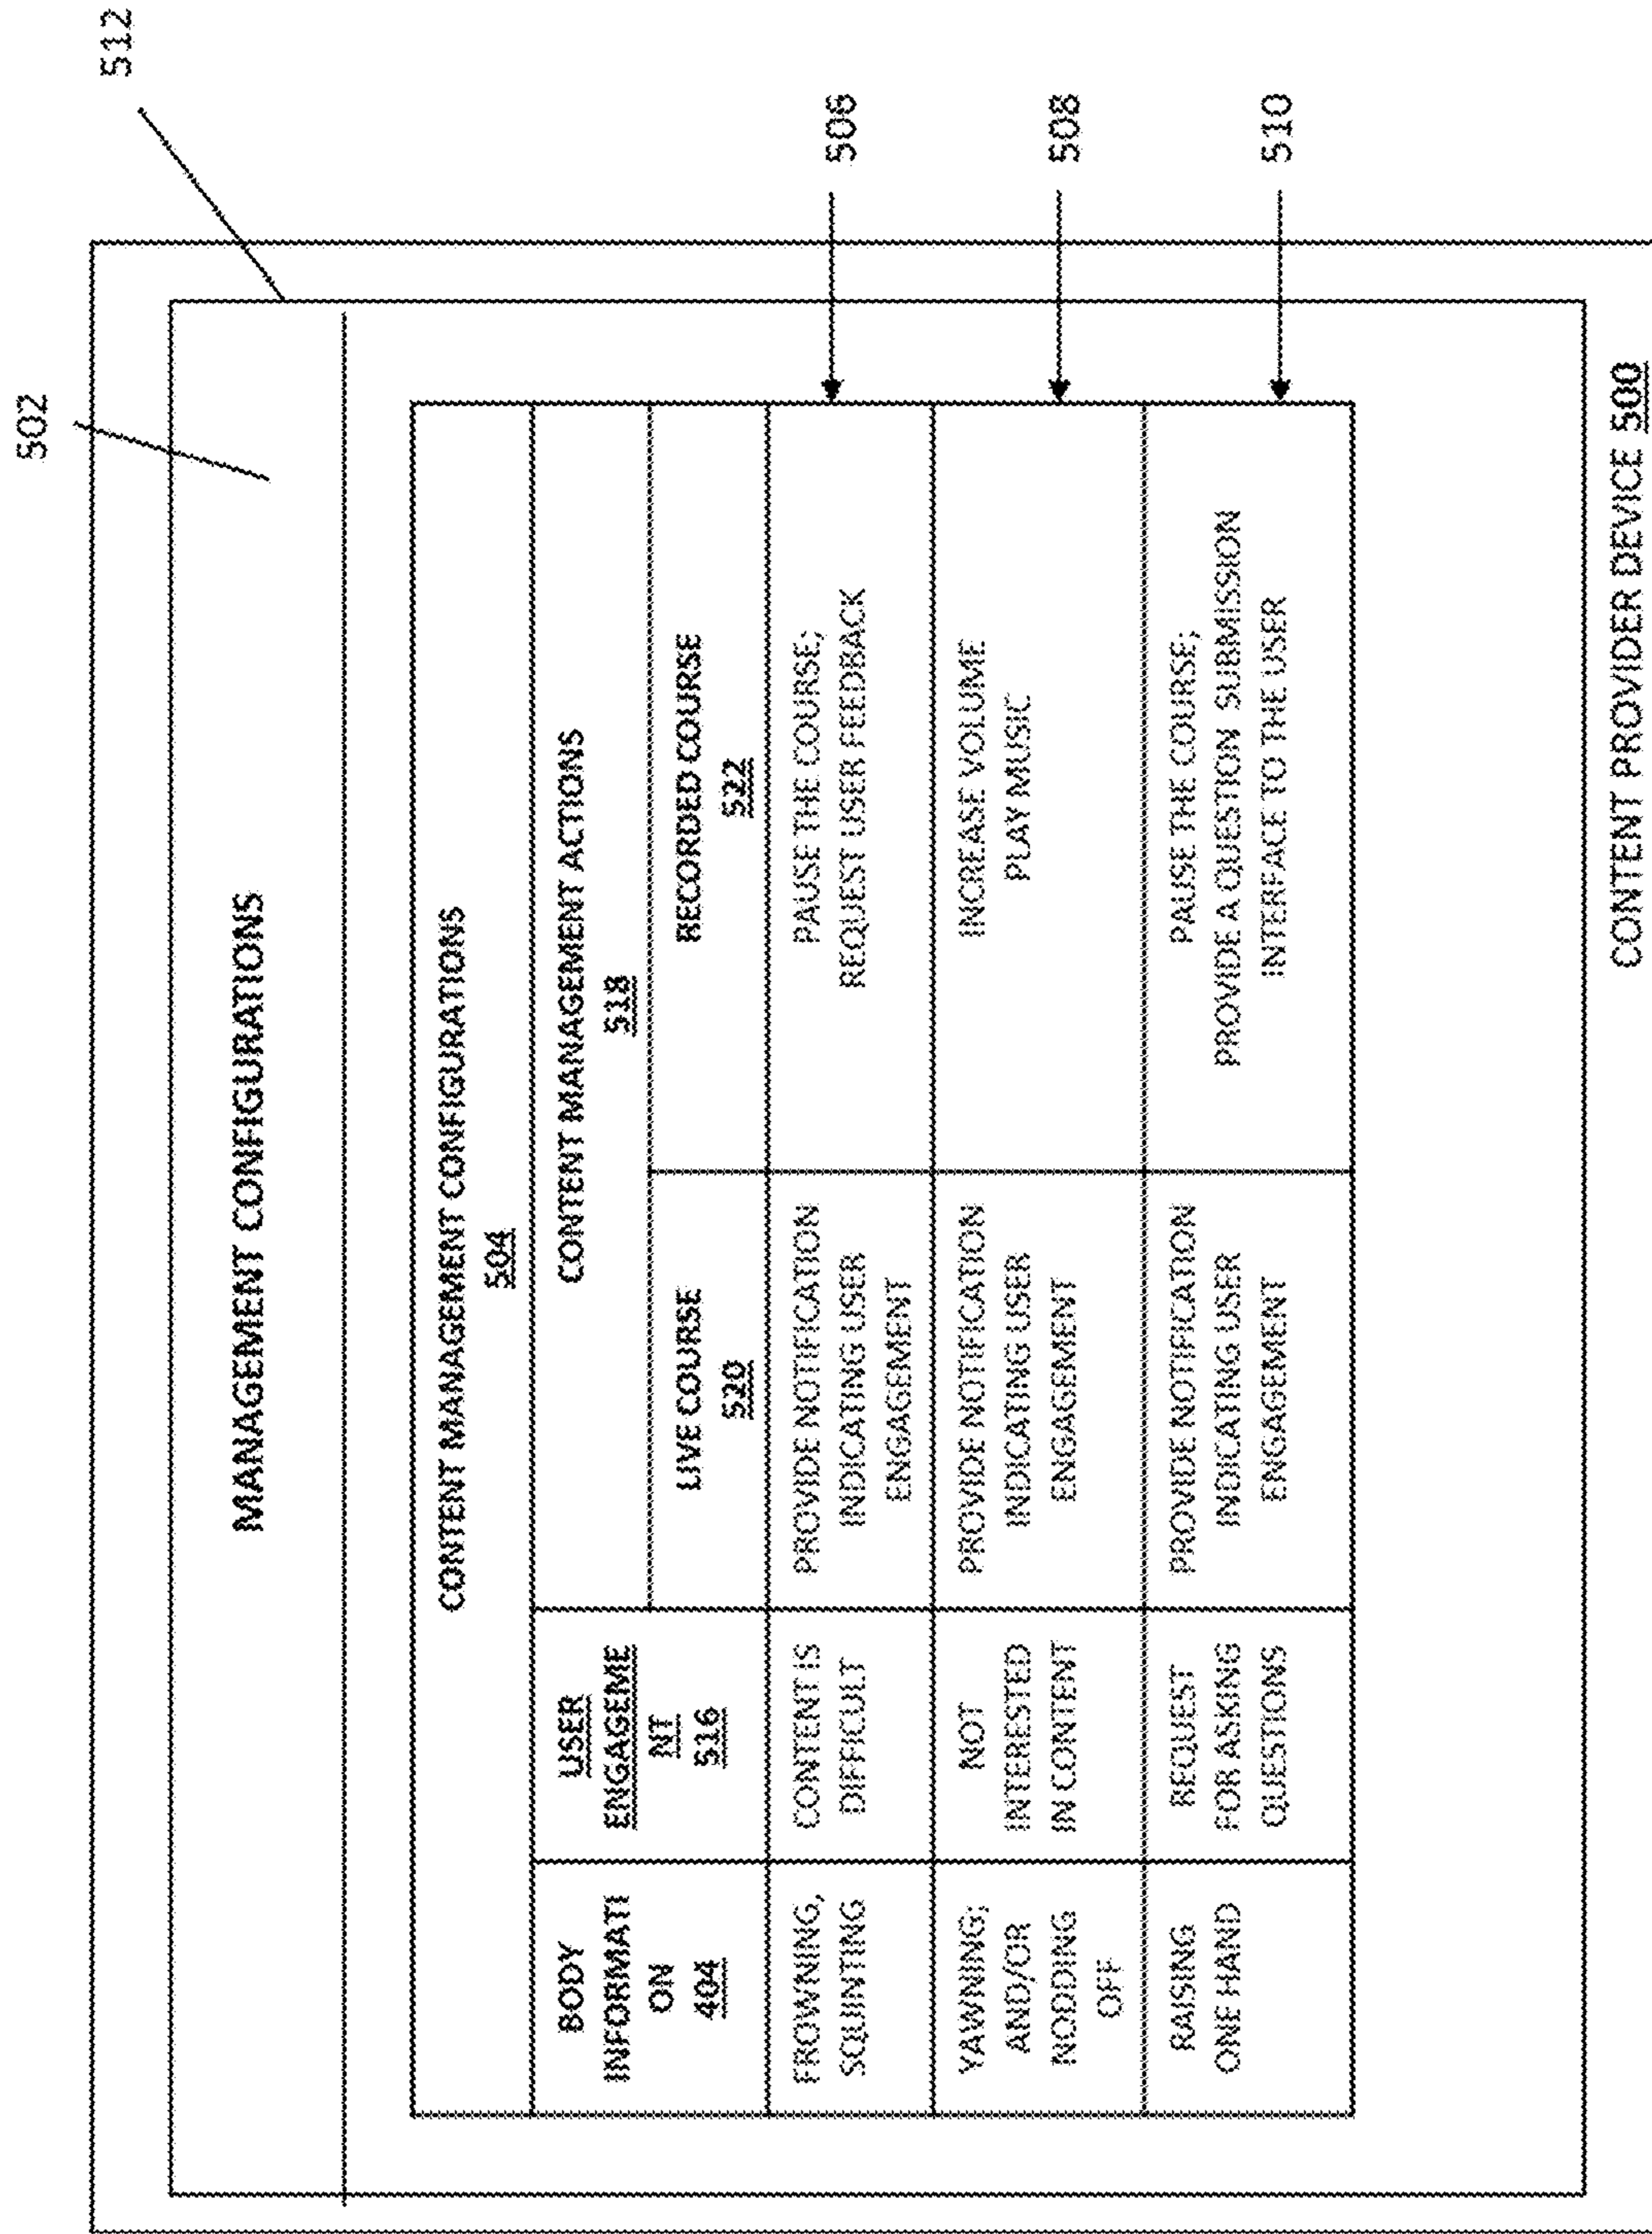 502
512
MANAGEMENT CONFIGURATIONS
CONTENT MANAGEMENT CONFIGURATIONS
504
BODY
INFORMATI
ON
404
USER
ENGAGEME
NT
516
CONTENT MANAGEMENT ACTIONS
518
LIVE COURSE
520
RECORDED COURSE
522
FROWNING,
SQUINTING
CONTENT IS
DIFFICULT
PROVIDE NOTIFICATION
INDICATING USER
ENGAGEMENT
PAUSE THE COURSE;
REQUEST USER FEEDBACK
506
YAWNING;
AND/OR
NODDING
OFF
NOT
INTERESTED
IN CONTENT
PROVIDE NOTIFICATION
INDICATING USER
ENGAGEMENT
INCREASE VOLUME
PLAY MUSIC
508
RAISING
ONE HAND
REQUEST
FOR ASKING
QUESTIONS
PROVIDE NOTIFICATION
INDICATING USER
ENGAGEMENT
PAUSE THE COURSE;
PROVIDE A QUESTION SUBMISSION
INTERFACE TO THE USER
510
CONTENT PROVIDER DEVICE 500